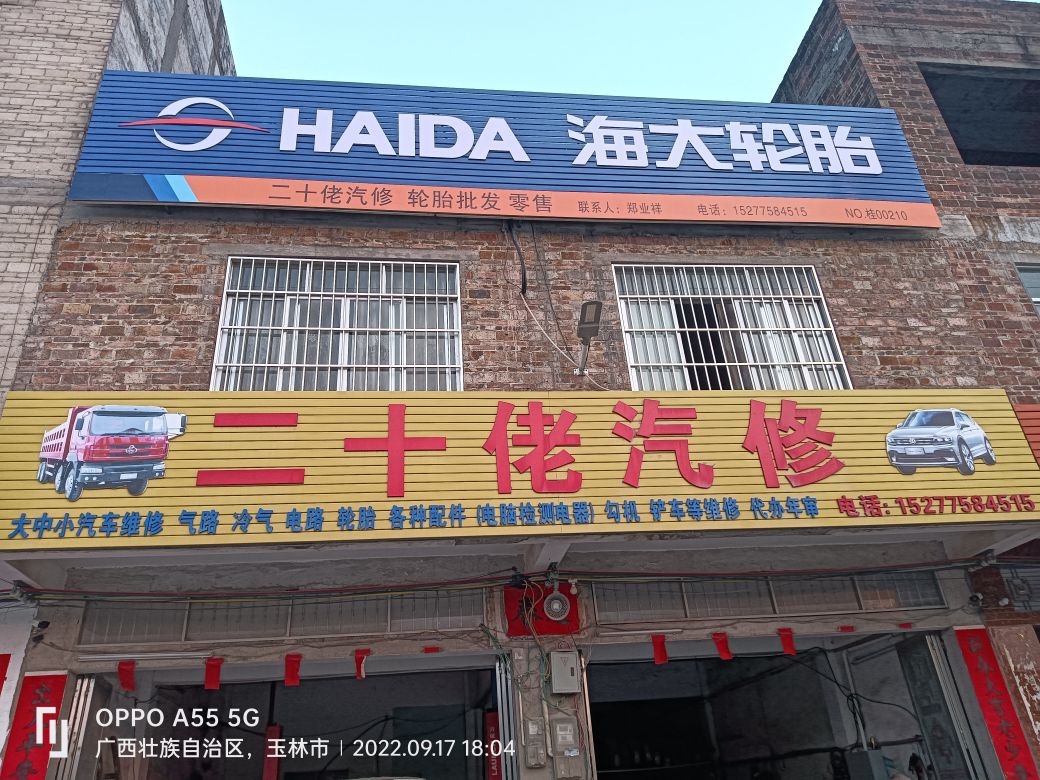 HAIDA 海大轮胎
二十佬汽修 轮胎批发 零售 联系人：郑业祥 电话：15277584515 NO.桂00210
二十佬汽修
大中小汽车维修 气路 冷气 电路 轮胎 各种配件 (电脑检测电器) 勾机 铲车等维修 代办年审 电话: 15277584515
OPPO A55 5G
广西壮族自治区，玉林市 | 2022.09.17 18:04